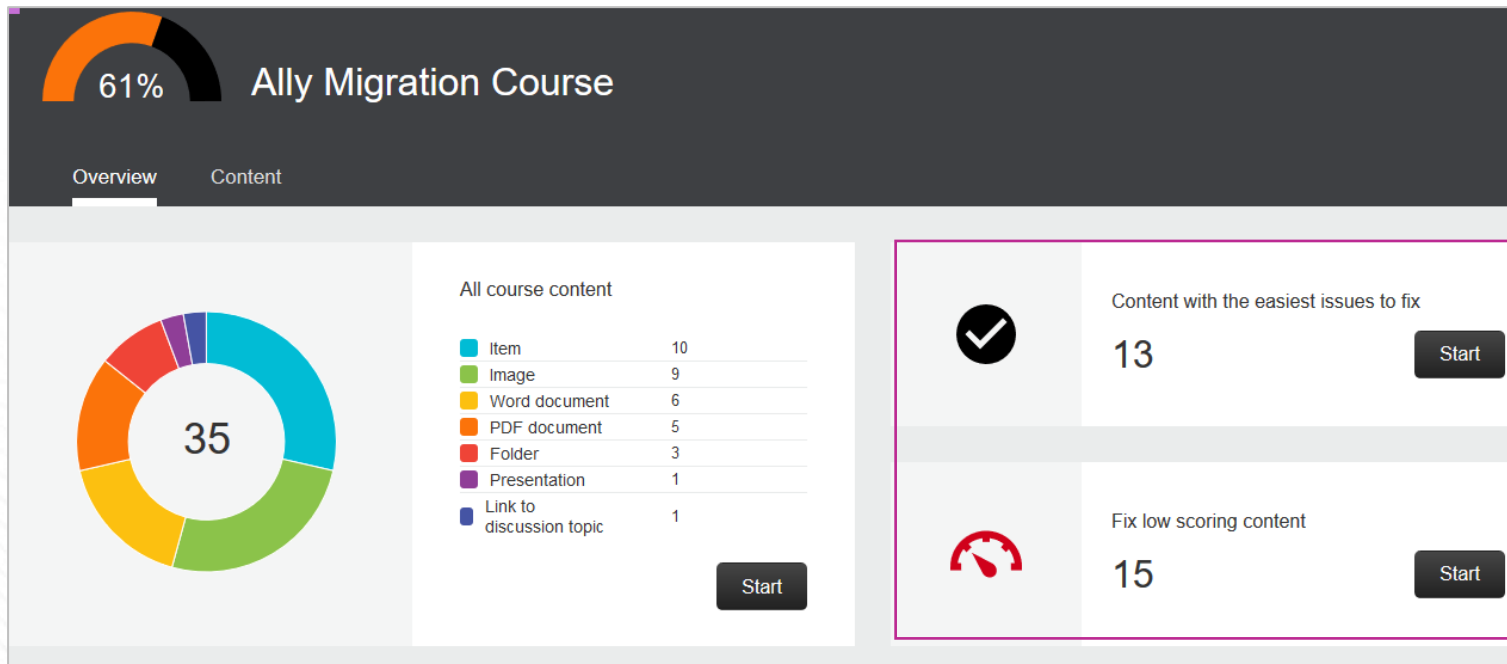 61%
Ally Migration Course
Overview Content
35
All course content
Item 10
Image 9
Word document 6
PDF document 5
Folder 3
Presentation 1
Link to
discussion topic 1
Start
Content with the easiest issues to fix
13
Start
Fix low scoring content
15
Start